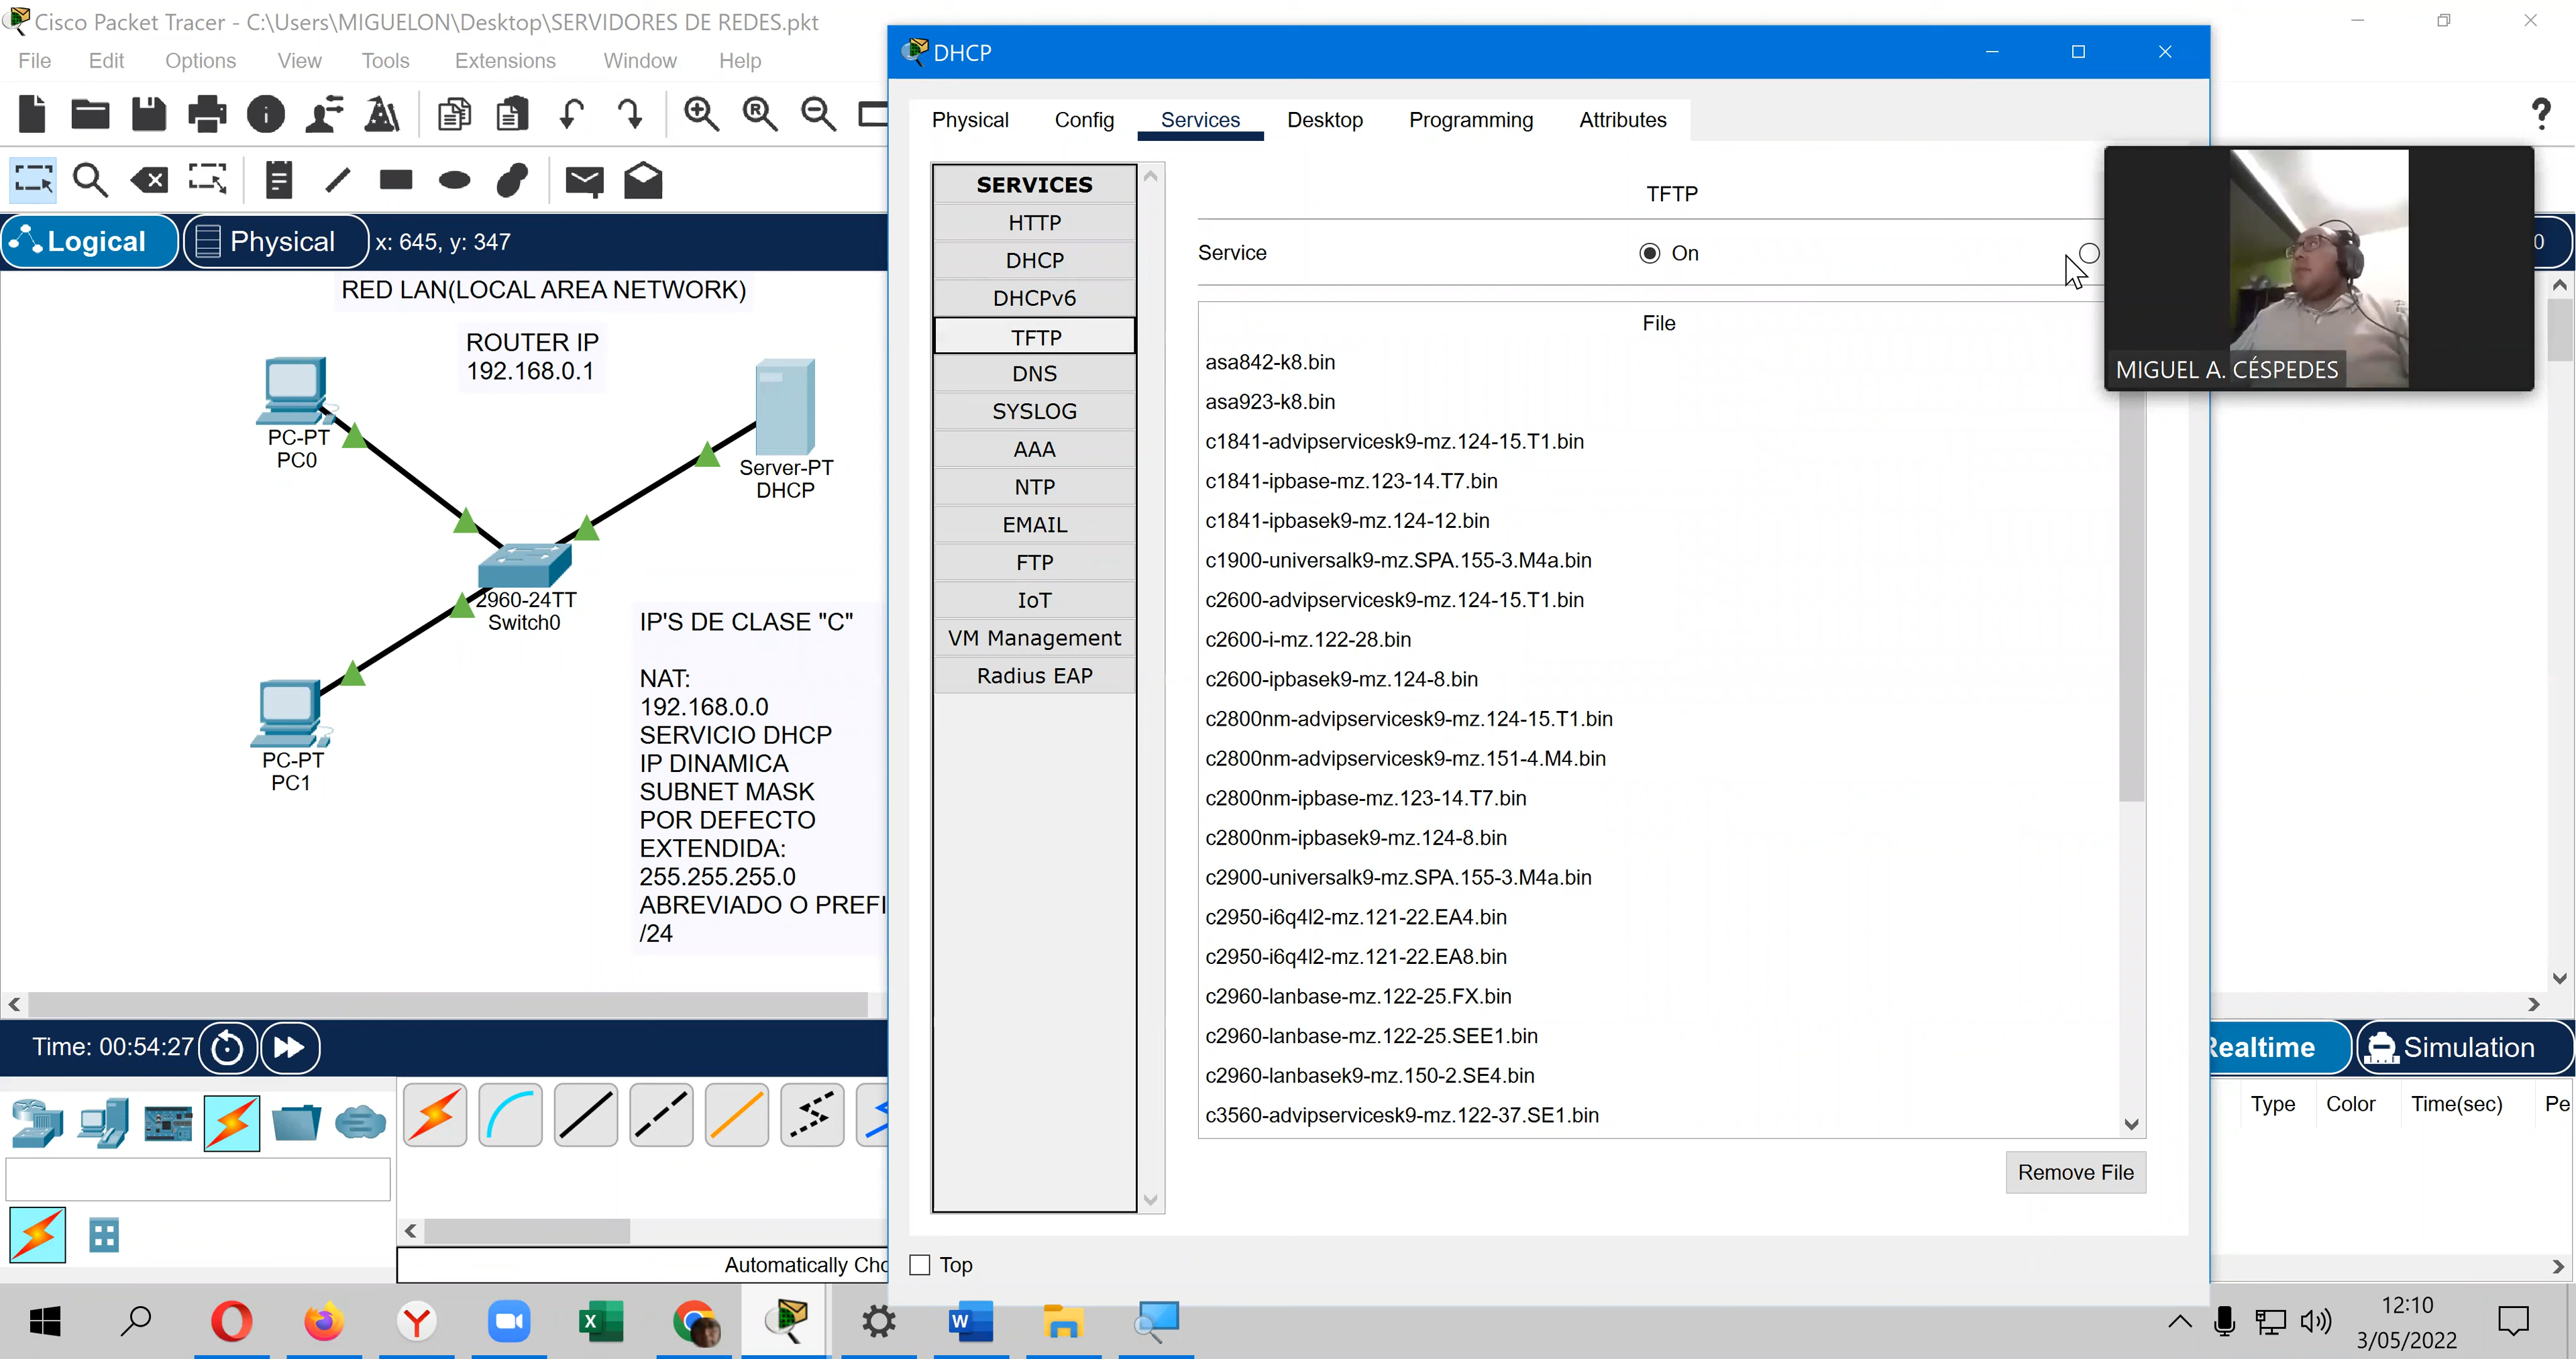 Cisco Packet Tracer - C:\Users\MIGUELON\Desktop\SERVIDORES DE REDES.pkt
File Edit Options View Tools Extensions Window Help
Logical
Physical
x: 645, y: 347
RED LAN(LOCAL AREA NETWORK)
ROUTER IP
192.168.0.1
PC-PT
PC0
Server-PT
DHCP
2960-24TT
Switch0
PC-PT
PC1
IP'S DE CLASE "C"
NAT:
192.168.0.0
SERVICIO DHCP
IP DINAMICA
SUBNET MASK
POR DEFECTO
EXTENDIDA:
255.255.255.0
ABREVIADO O PREFI
/24
DHCP
Physical Config Services Desktop Programming Attributes
SERVICES
HTTP
DHCP
DHCPv6
TFTP
DNS
SYSLOG
AAA
NTP
EMAIL
FTP
IoT
VM Management
Radius EAP
TFTP
Service On
File
asa842-k8.bin
asa923-k8.bin
c1841-advipservicesk9-mz.124-15.T1.bin
c1841-ipbase-mz.123-14.T7.bin
c1841-ipbasek9-mz.124-12.bin
c1900-universalk9-mz.SPA.155-3.M4a.bin
c2600-advipservicesk9-mz.124-15.T1.bin
c2600-i-mz.122-28.bin
c2600-ipbasek9-mz.124-8.bin
c2800nm-advipservicesk9-mz.124-15.T1.bin
c2800nm-advipservicesk9-mz.151-4.M4.bin
c2800nm-ipbase-mz.123-14.T7.bin
c2800nm-ipbasek9-mz.124-8.bin
c2900-universalk9-mz.SPA.155-3.M4a.bin
c2950-i6q4l2-mz.121-22.EA4.bin
c2950-i6q4l2-mz.121-22.EA8.bin
c2960-lanbase-mz.122-25.FX.bin
c2960-lanbase-mz.122-25.SEE1.bin
c2960-lanbasek9-mz.150-2.SE4.bin
c3560-advipservicesk9-mz.122-37.SE1.bin
Remove File
Top
MIGUEL A. CÉSPEDES
0
Time: 00:54:27
Realtime
Simulation
Type Color Time(sec) Pe
Automatically Cho
12:10
3/05/2022